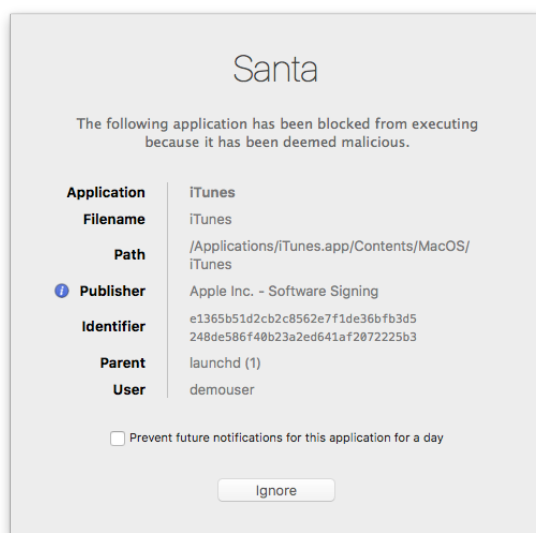 Santa
The following application has been blocked from executing
because it has been deemed malicious.
Application iTunes
Filename iTunes
Path /Applications/iTunes.app/Contents/MacOS/
iTunes
Publisher Apple Inc. - Software Signing
Identifier e1365b51d2cb2c8562e7f1de36bfb3d5
248de586f40b23a2ed641af2072225b3
Parent launchd (1)
User demouser
Prevent future notifications for this application for a day
Ignore